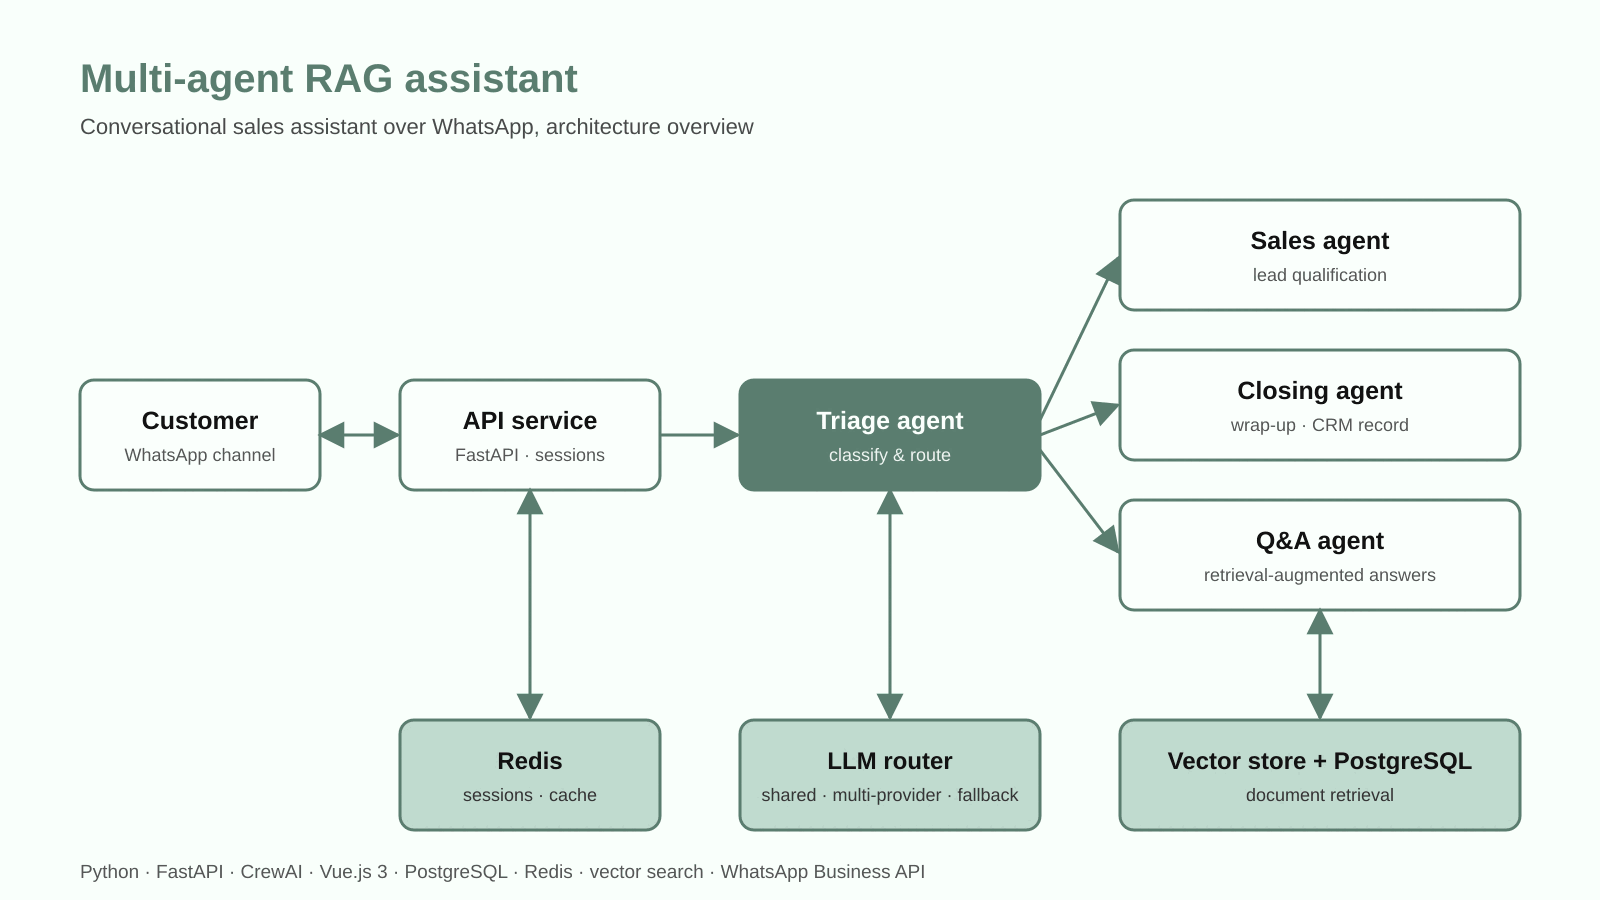 Multi-agent RAG assistant
Conversational sales assistant over WhatsApp, architecture overview
Sales agent
lead qualification
Closing agent
wrap-up · CRM record
Customer
WhatsApp channel
API service
FastAPI · sessions
Triage agent
classify & route
Q&A agent
retrieval-augmented answers
Redis
sessions · cache
LLM router
shared · multi-provider · fallback
Vector store + PostgreSQL
document retrieval
Python · FastAPI · CrewAI · Vue.js 3 · PostgreSQL · Redis · vector search · WhatsApp Business API